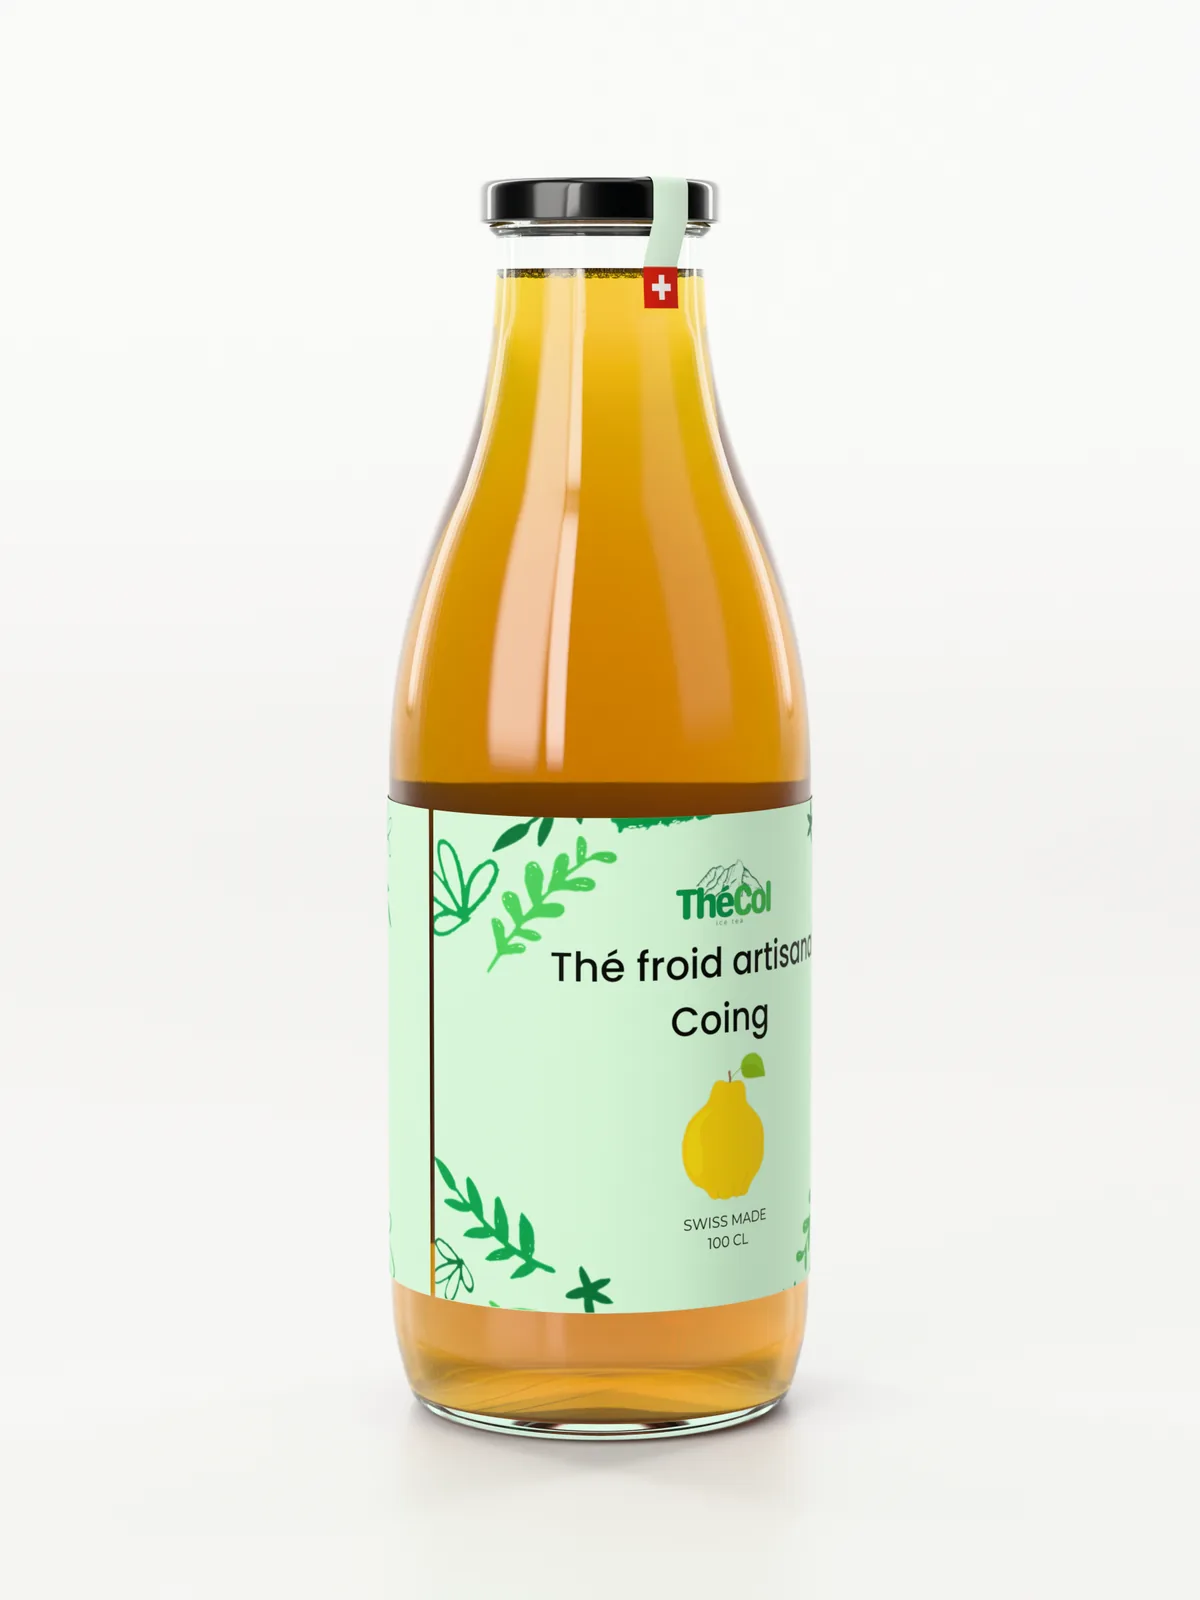 ThéCol
ice tea
Thé froid artisana
Coing
SWISS MADE
100 CL